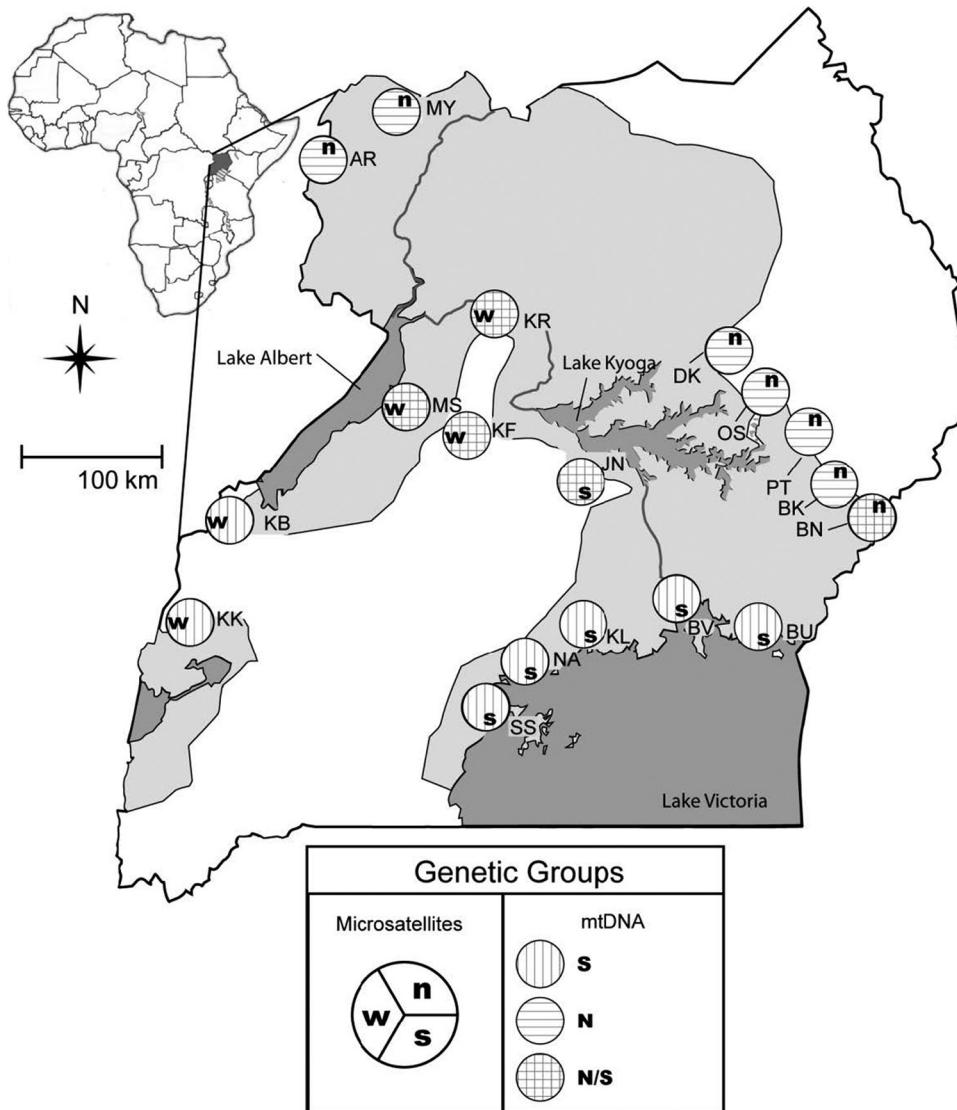 n MY
n AR
N
w KR
Lake Albert
n
DK
Lake Kyoga
n
w MS
OS
n
w KF
100 km
JN
s
PT
n
BK
n
BN
w KB
w KK
s KL
s
BV
s BU
s NA
s SS
Lake Victoria
Genetic Groups
Microsatellites
mtDNA
n
w
s
S
N
N/S